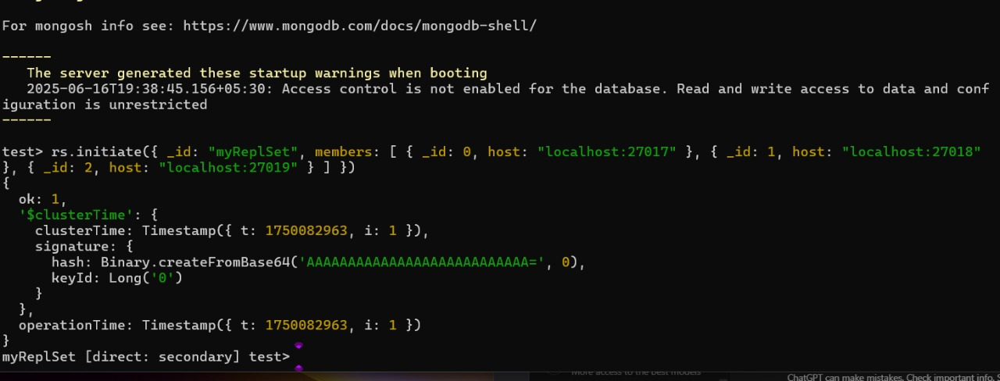 For mongosh info see: https://www.mongodb.com/docs/mongodb-shell/
------
   The server generated these startup warnings when booting
   2025-06-16T19:38:45.156+05:30: Access control is not enabled for the database. Read and write access to data and conf
iguration is unrestricted
------
test> rs.initiate({ _id: "myReplSet", members: [ { _id: 0, host: "localhost:27017" }, { _id: 1, host: "localhost:27018"
}, { _id: 2, host: "localhost:27019" } ] })
{
  ok: 1,
  '$clusterTime': {
    clusterTime: Timestamp({ t: 1750082963, i: 1 }),
    signature: {
      hash: Binary.createFromBase64('AAAAAAAAAAAAAAAAAAAAAAAAAAA=', 0),
      keyId: Long('0')
    }
  },
  operationTime: Timestamp({ t: 1750082963, i: 1 })
}
myReplSet [direct: secondary] test>
More access to the best models
ChatGPT can make mistakes. Check important info.